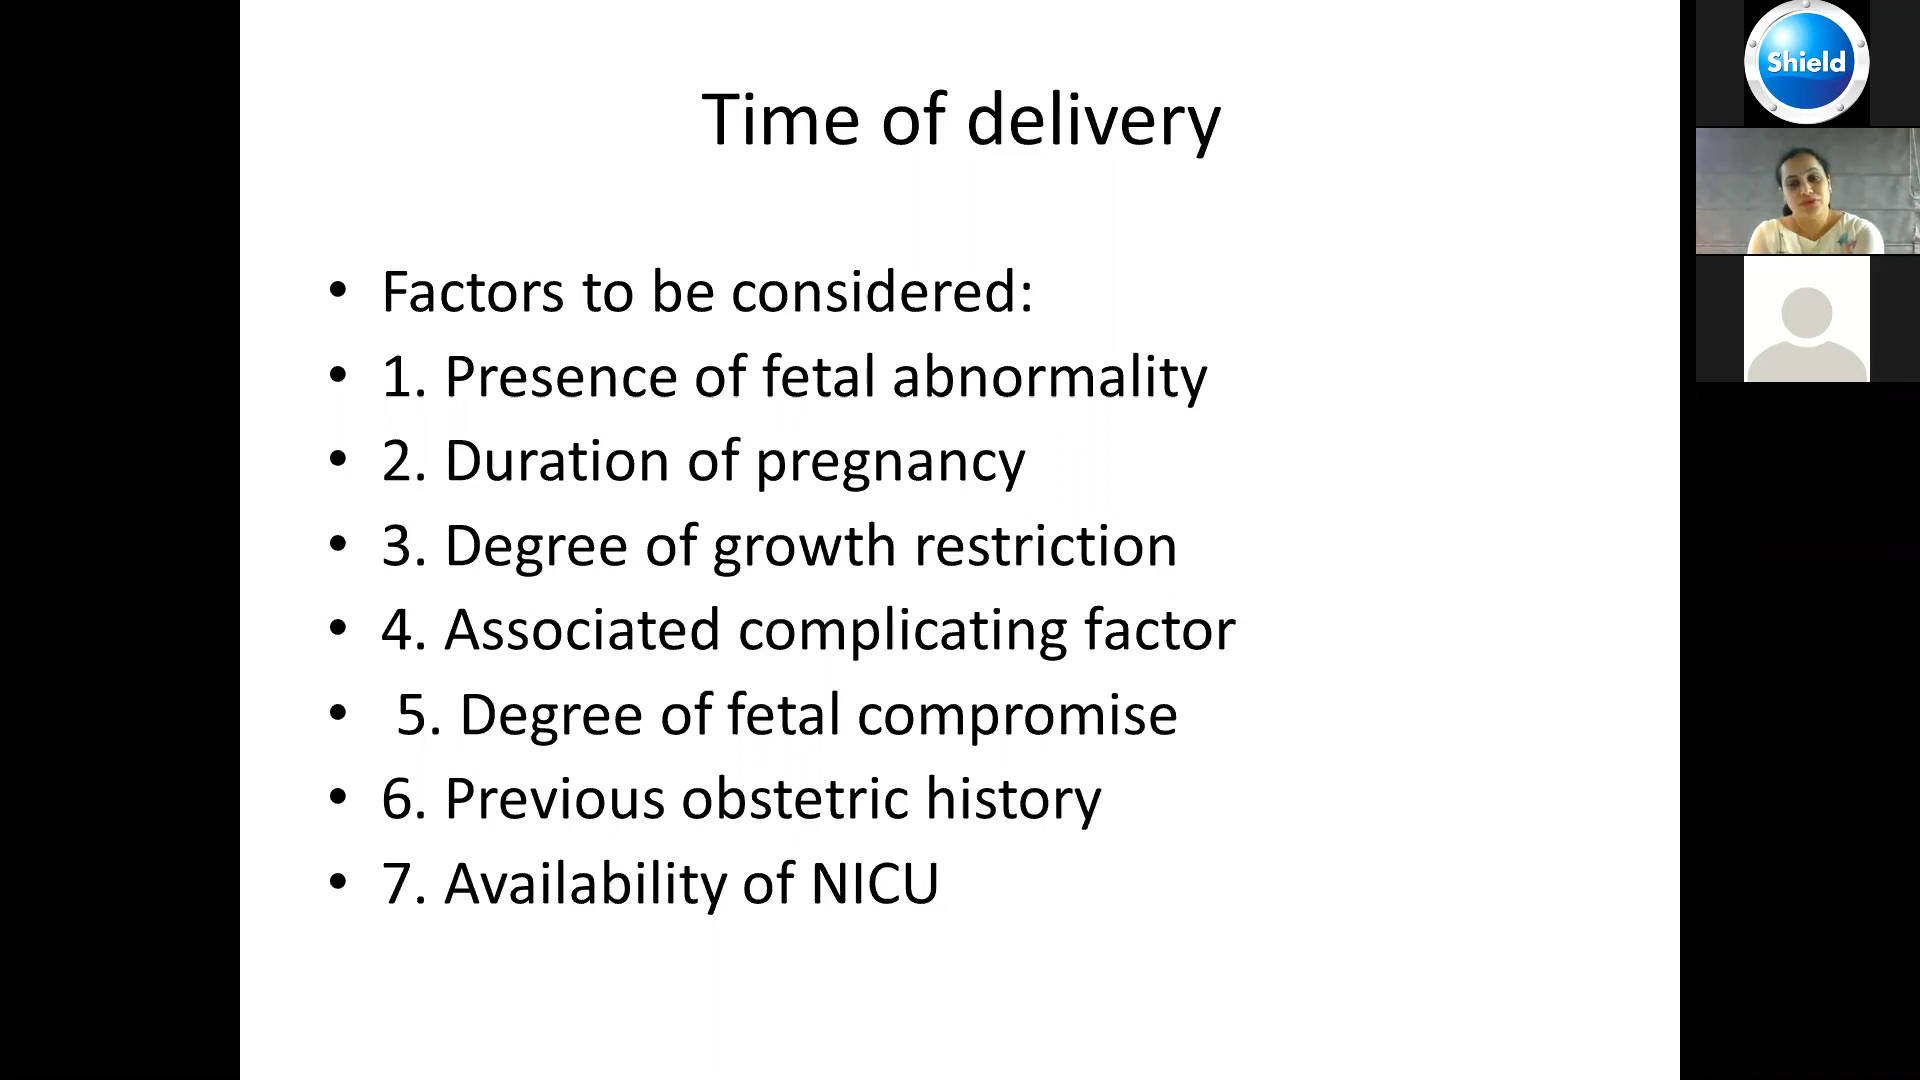 Time of delivery
• Factors to be considered:
• 1. Presence of fetal abnormality
• 2. Duration of pregnancy
• 3. Degree of growth restriction
• 4. Associated complicating factor
• 5. Degree of fetal compromise
• 6. Previous obstetric history
• 7. Availability of NICU
Shield